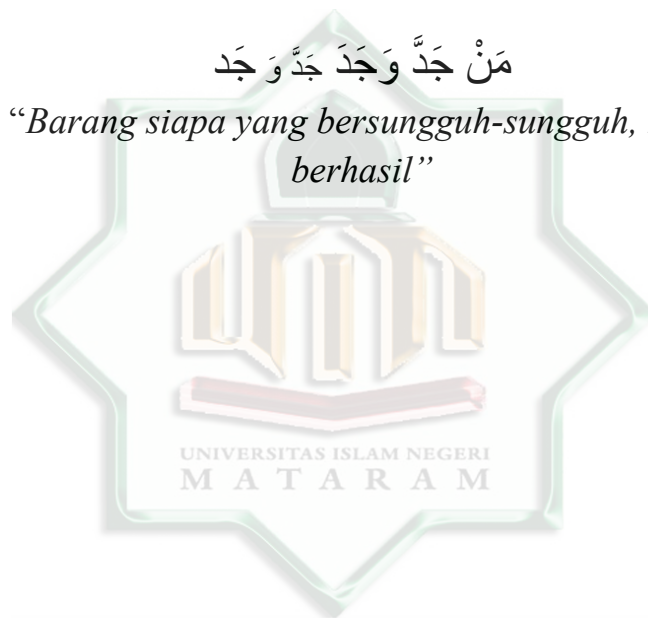 مَنْ جَدَّ وَجَدَ جَدَّ وَ جَد
“Barang siapa yang bersungguh-sungguh,
berhasil”
UNIVERSITAS ISLAM NEGERI
MATARAM